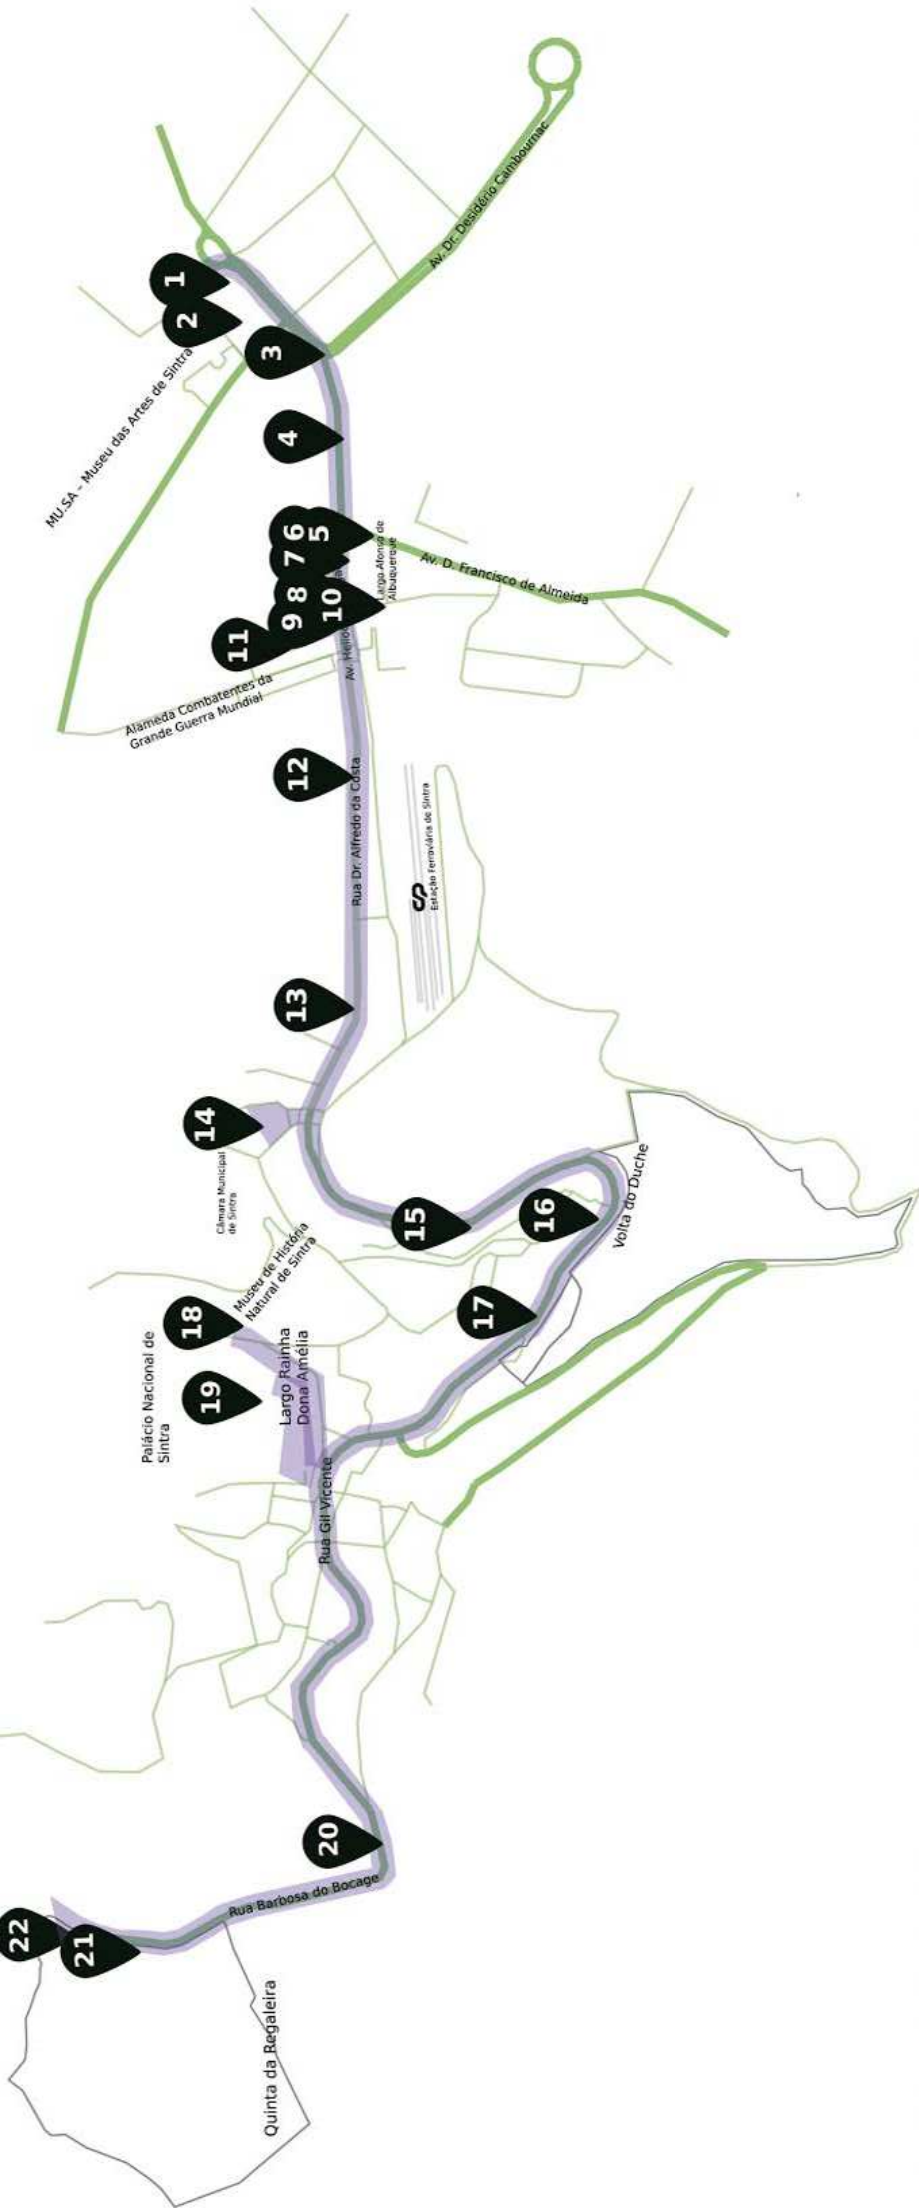 22
21
Quinta da Regaleira
Rua Barbosa do Bocage
20
Rua Gil Vicente
Palácio Nacional de
Sintra
19
18
Largo Rainha
Dona Amélia
Museu de História
Natural de Sintra
17
16
Volta do Duche
15
Câmara Municipal
de Sintra
14
13
Estação Ferroviária de Sintra
Rua Dr. Alfredo da Costa
12
Alameda Combatentes da
Grande Guerra Mundial
11
Av. Helio
10
9
8
7
6
5
Largo Afonso de
Albuquerque
Av. D. Francisco de Almeida
4
3
MU.SA – Museu das Artes de Sintra
2
1
Av. Dr. Desidério Cambournac